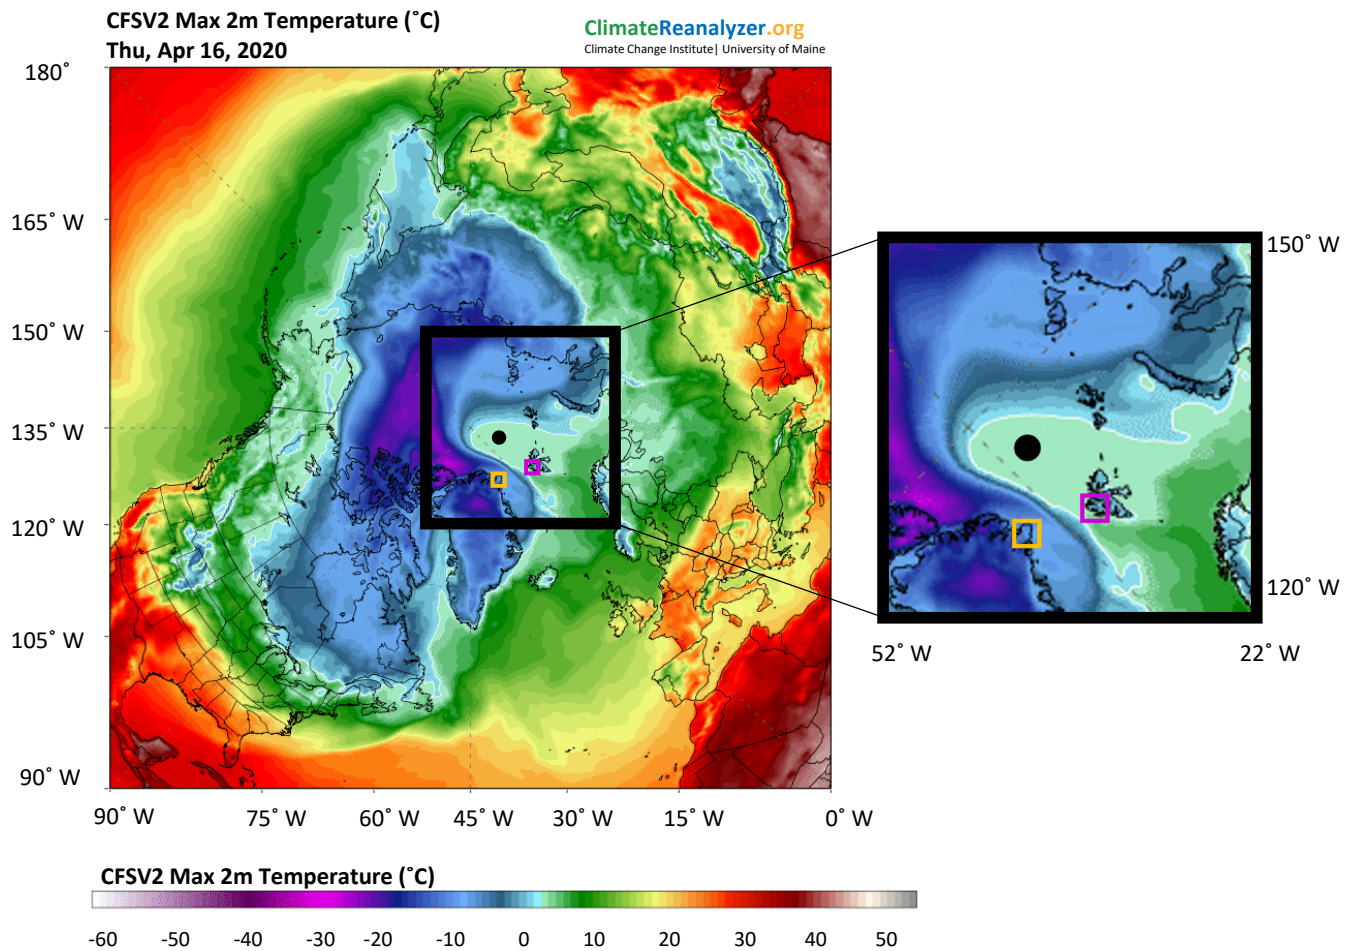 CFSV2 Max 2m Temperature (˚C)
Thu, Apr 16, 2020
ClimateReanalyzer.org
Climate Change Institute| University of Maine
180˚
165˚ W
150˚ W
135˚ W
120˚ W
105˚ W
90˚ W
90˚ W
75˚ W
60˚ W
45˚ W
30˚ W
15˚ W
0˚ W
150˚ W
120˚ W
52˚ W
22˚ W
CFSV2 Max 2m Temperature (˚C)
-60 -50 -40 -30 -20 -10 0 10 20 30 40 50